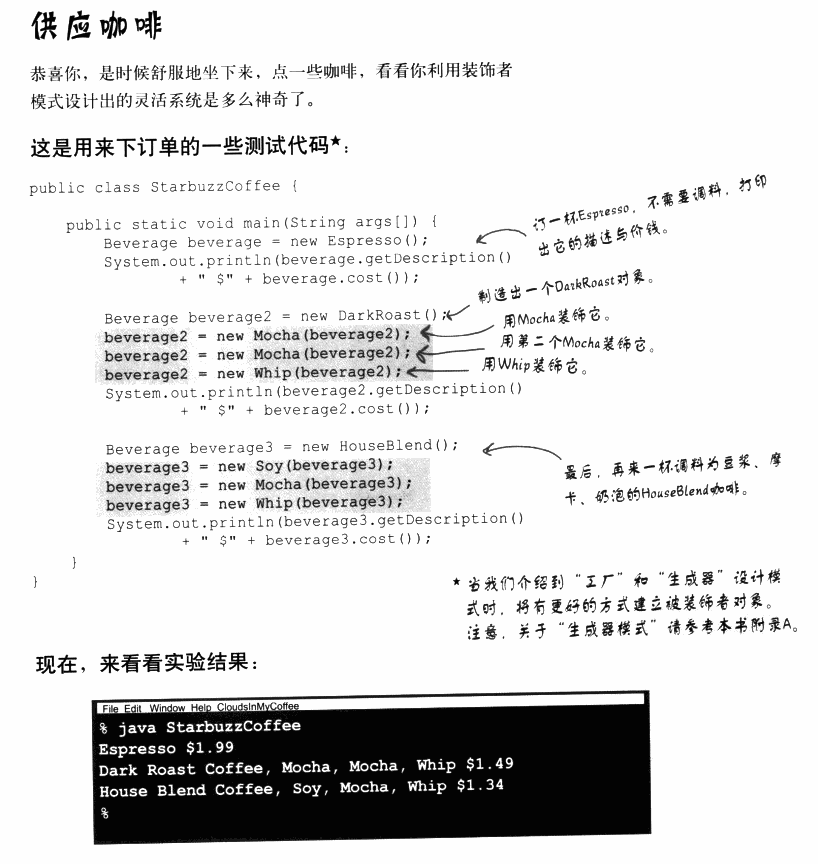 供应咖啡
恭喜你，是时候舒服地坐下来，点一些咖啡，看看你利用装饰者
模式设计出的灵活系统是多么神奇了。
这是用来下订单的一些测试代码*：
public class StarbuzzCoffee {
public static void main(String args[]) {
Beverage beverage = new Espresso();
System.out.println(beverage.getDescription()
+ " $" + beverage.cost());
订一杯Espresso，不需要调料，打印
出它的描述与价钱。
Beverage beverage2 = new DarkRoast();
制造出一个DarkRoast对象。
beverage2 = new Mocha(beverage2);
用Mocha装饰它。
beverage2 = new Mocha(beverage2);
用第二个Mocha装饰它。
beverage2 = new Whip(beverage2);
用Whip装饰它。
System.out.println(beverage2.getDescription()
+ " $" + beverage2.cost());
Beverage beverage3 = new HouseBlend();
beverage3 = new Soy(beverage3);
beverage3 = new Mocha(beverage3);
beverage3 = new Whip(beverage3);
最后，再来一杯调料为豆浆、摩
卡、奶泡的HouseBlend咖啡。
System.out.println(beverage3.getDescription()
+ " $" + beverage3.cost());
}
}
* 当我们介绍到“工厂”和“生成器”设计模
式时，将有更好的方式建立被装饰者对象。
注意，关于“生成器模式”请参考本书附录A。
现在，来看看实验结果：
File Edit Window Help CloudsInMyCoffee
% java StarbuzzCoffee
Espresso $1.99
Dark Roast Coffee, Mocha, Mocha, Whip $1.49
House Blend Coffee, Soy, Mocha, Whip $1.34
%